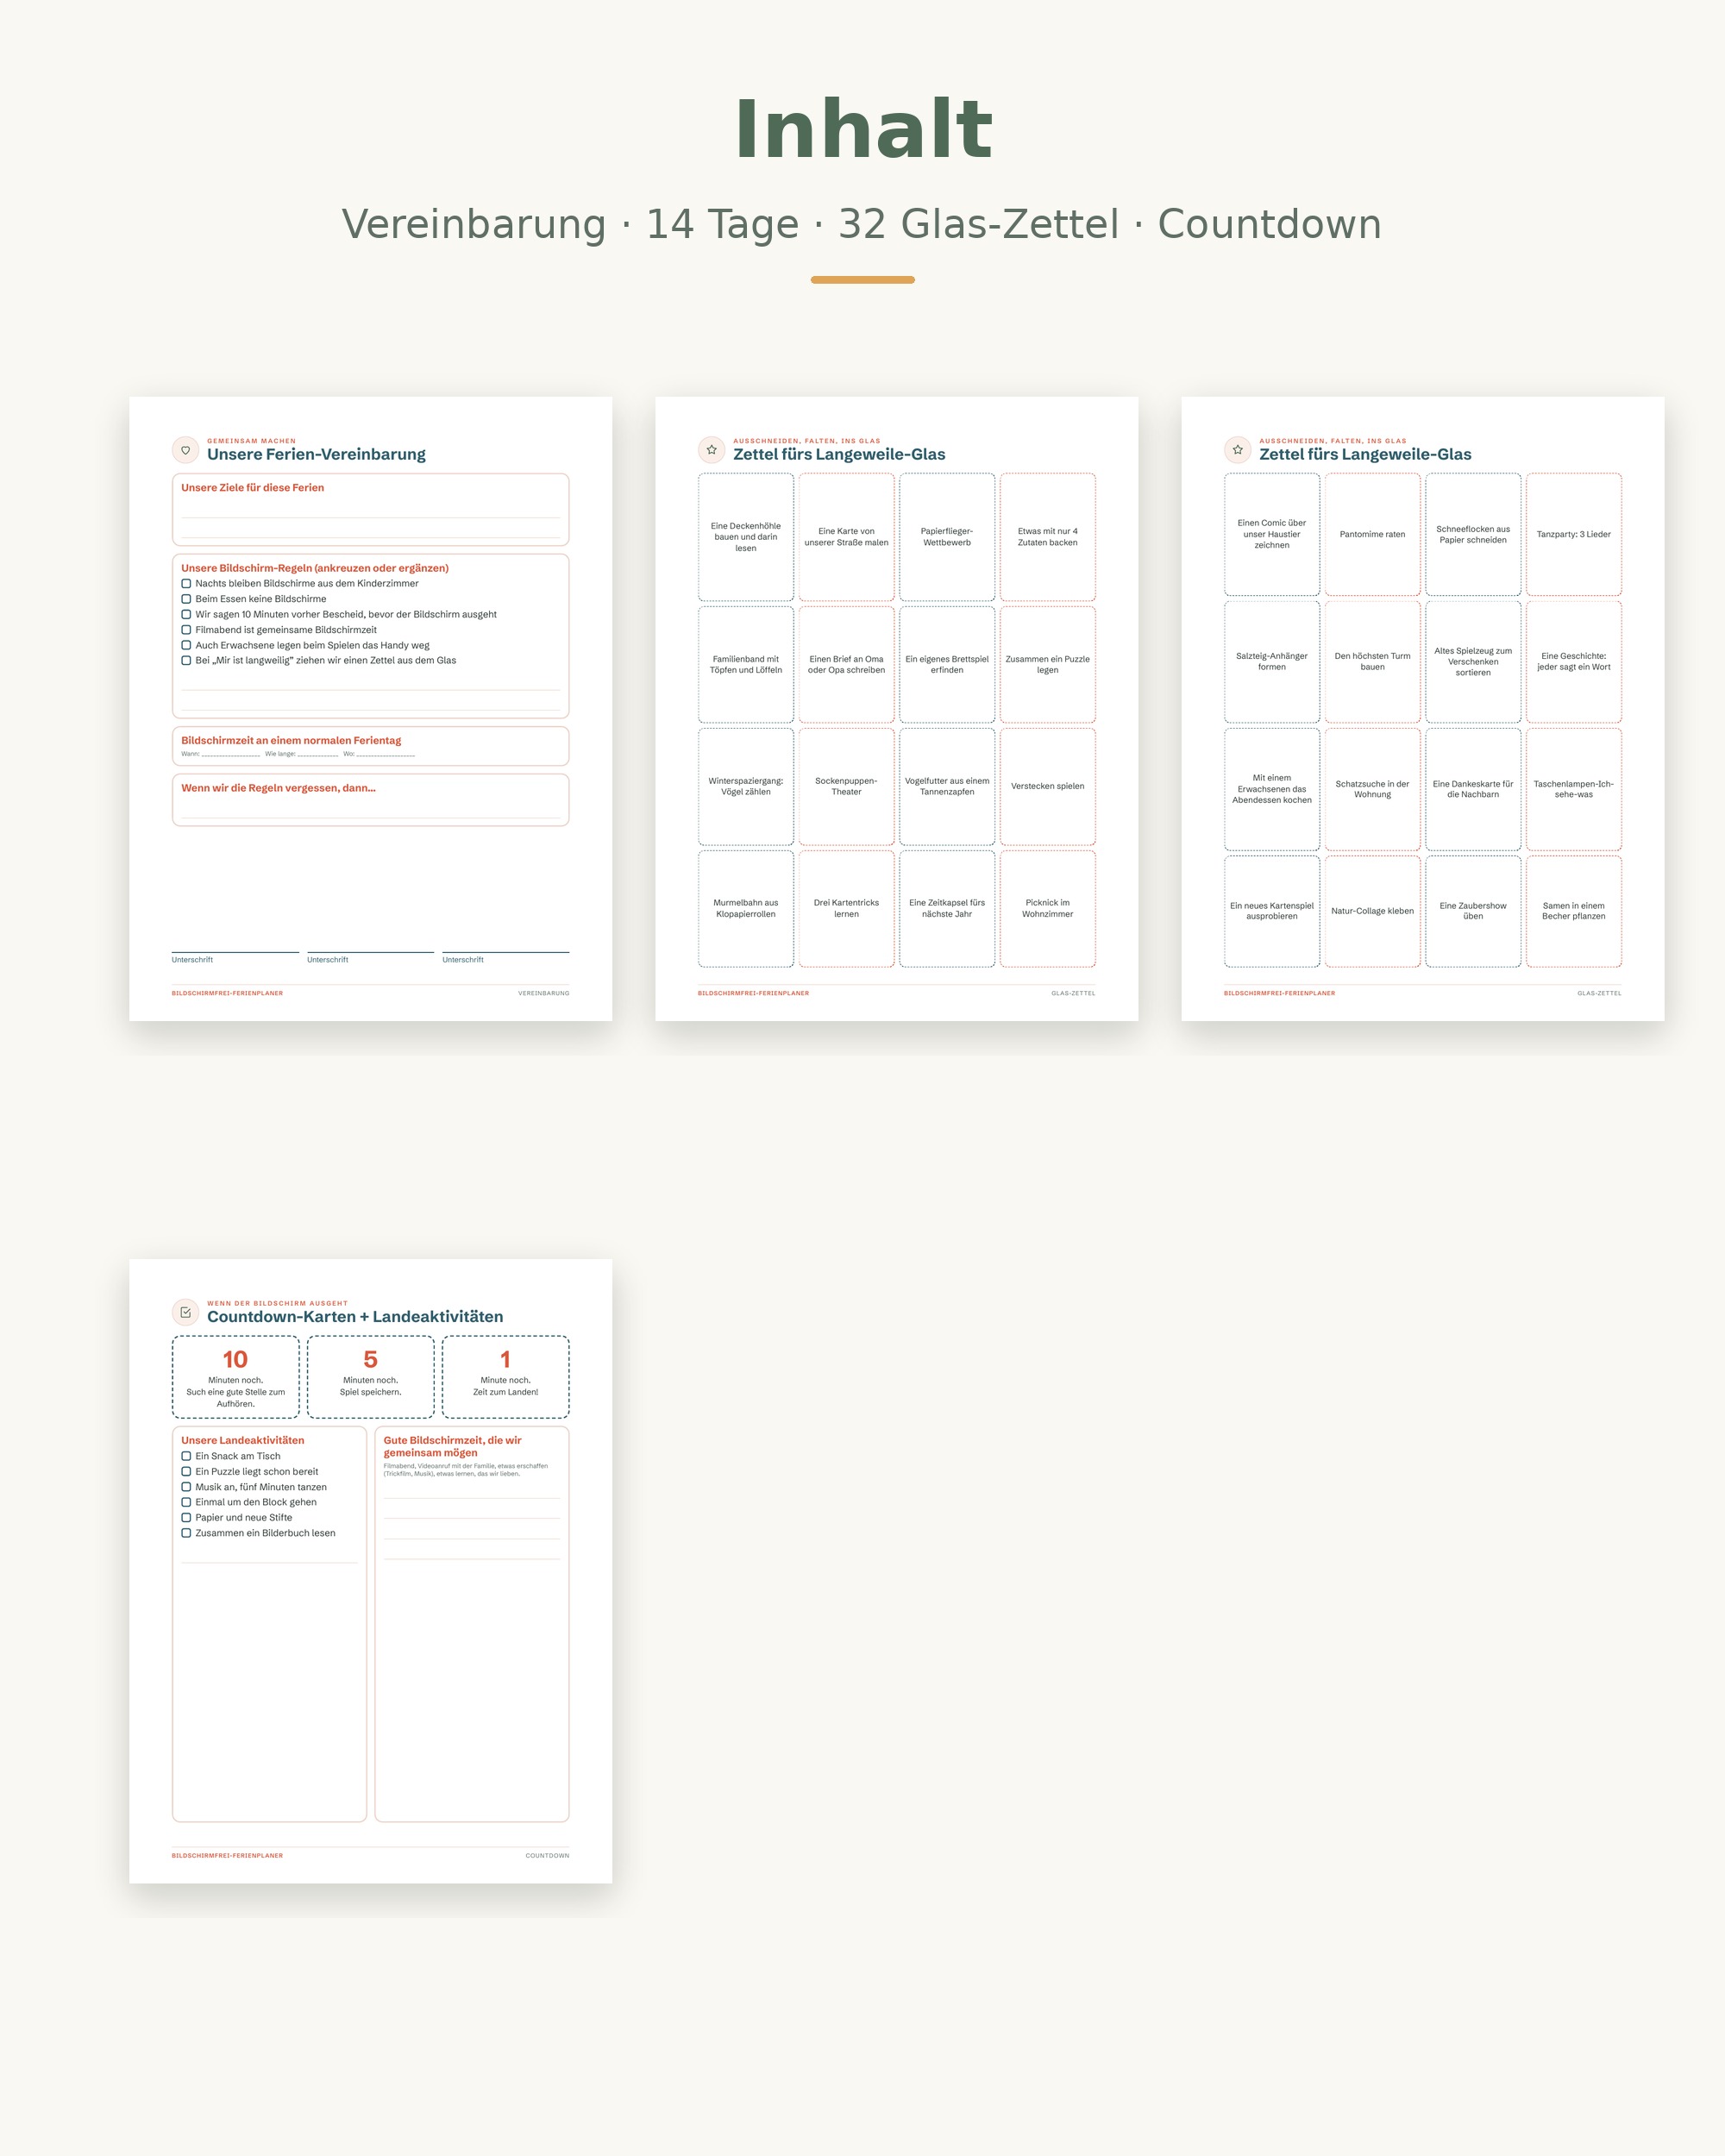 Inhalt
Vereinbarung · 14 Tage · 32 Glas-Zettel · Countdown
GEMEINSAM MACHEN
Unsere Ferien-Vereinbarung
Unsere Ziele für diese Ferien
Unsere Bildschirm-Regeln (ankreuzen oder ergänzen)
Nachts bleiben Bildschirme aus dem Kinderzimmer
Beim Essen keine Bildschirme
Wir sagen 10 Minuten vorher Bescheid, bevor der Bildschirm ausgeht
Filmabend ist gemeinsame Bildschirmzeit
Auch Erwachsene legen beim Spielen das Handy weg
Bei „Mir ist langweilig" ziehen wir einen Zettel aus dem Glas
Bildschirmzeit an einem normalen Ferientag
Wann: ____________ Wie lange: ____________ Wo: ____________
Wenn wir die Regeln vergessen, dann...
Unterschrift Unterschrift Unterschrift
BILDSCHIRMFREI-FERIENPLANER VEREINBARUNG
AUSSCHNEIDEN, FALTEN, INS GLAS
Zettel fürs Langeweile-Glas
Eine Deckenhöhle
bauen und darin
lesen
Eine Karte von
unserer Straße malen
Papierflieger-
Wettbewerb
Etwas mit nur 4
Zutaten backen
Familienband mit
Töpfen und Löffeln
Einen Brief an Oma
oder Opa schreiben
Ein eigenes Brettspiel
erfinden
Zusammen ein Puzzle
legen
Winterspaziergang:
Vögel zählen
Sockenpuppen-
Theater
Vogelfutter aus einem
Tannenzapfen
Verstecken spielen
Murmelbahn aus
Klopapierrollen
Drei Kartentricks
lernen
Eine Zeitkapsel fürs
nächste Jahr
Picknick im
Wohnzimmer
BILDSCHIRMFREI-FERIENPLANER GLAS-ZETTEL
AUSSCHNEIDEN, FALTEN, INS GLAS
Zettel fürs Langeweile-Glas
Einen Comic über
unser Haustier
zeichnen
Pantomime raten
Schneeflocken aus
Papier schneiden
Tanzparty: 3 Lieder
Salzteig-Anhänger
formen
Den höchsten Turm
bauen
Altes Spielzeug zum
Verschenken
sortieren
Eine Geschichte:
jeder sagt ein Wort
Mit einem
Erwachsenen das
Abendessen kochen
Schatzsuche in der
Wohnung
Eine Dankeskarte für
die Nachbarn
Taschenlampen-Ich-
sehe-was
Ein neues Kartenspiel
ausprobieren
Natur-Collage kleben
Eine Zaubershow
üben
Samen in einem
Becher pflanzen
BILDSCHIRMFREI-FERIENPLANER GLAS-ZETTEL
WENN DER BILDSCHIRM AUSGEHT
Countdown-Karten + Landeaktivitäten
10
Minuten noch.
Such eine gute Stelle zum
Aufhören.
5
Minuten noch.
Spiel speichern.
1
Minute noch.
Zeit zum Landen!
Unsere Landeaktivitäten
Ein Snack am Tisch
Ein Puzzle liegt schon bereit
Musik an, fünf Minuten tanzen
Einmal um den Block gehen
Papier und neue Stifte
Zusammen ein Bilderbuch lesen
Gute Bildschirmzeit, die wir
gemeinsam mögen
Filmabend, Videoanruf mit der Familie, etwas erschaffen
(Trickfilm, Musik), etwas lernen, das wir lieben.
BILDSCHIRMFREI-FERIENPLANER COUNTDOWN